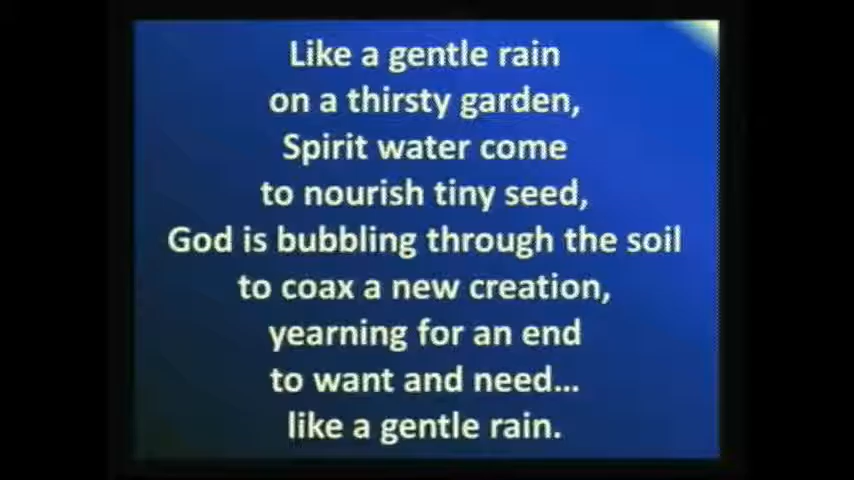 Like a gentle rain
on a thirsty garden,
Spirit water come
to nourish tiny seed,
God is bubbling through the soil
to coax a new creation,
yearning for an end
to want and need...
like a gentle rain.